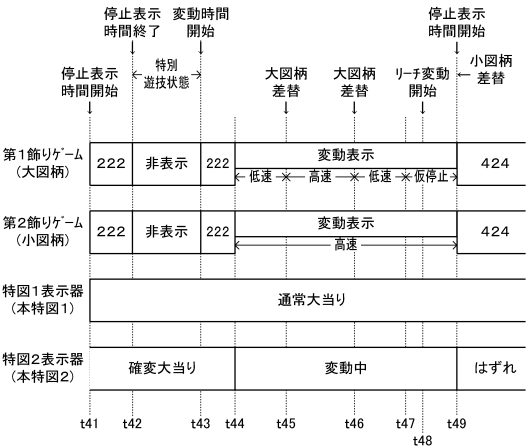 停止表示
時間終了
変動時間
開始
停止表示
時間開始
特別
遊技状態
停止表示
時間開始
大図柄
差替
大図柄
差替
リーチ変動
開始
小図柄
差替
第1飾りゲーム
(大図柄)
222
非表示
222
変動表示
低速
高速
低速
仮停止
424
第2飾りゲーム
(小図柄)
222
非表示
222
変動表示
高速
424
特図1表示器
(本特図1)
通常大当り
特図2表示器
(本特図2)
確変大当り
変動中
はずれ
t41 t42 t43 t44 t45 t46 t47 t49
t48